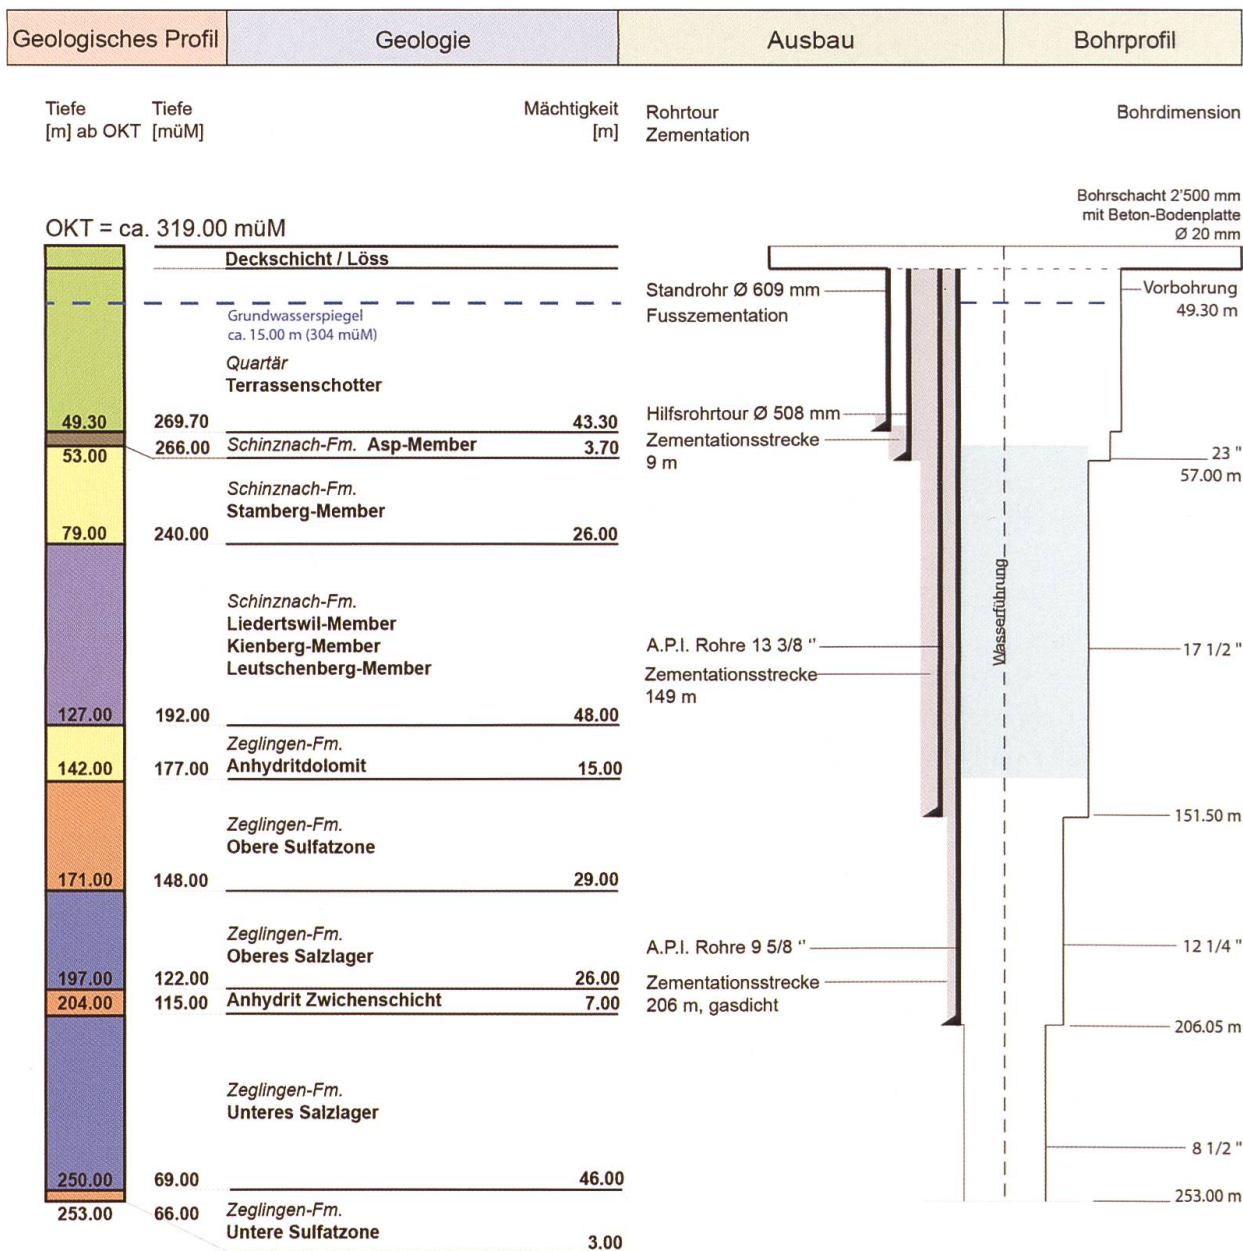 Geologisches Profil
Geologie
Ausbau
Bohrprofil
Tiefe
[m] ab OKT
Tiefe
[müM]
Mächtigkeit
[m]
Rohrtour
Zementation
Bohrdimension
Bohrschacht 2'500 mm
mit Beton-Bodenplatte
Ø 20 mm
OKT = ca. 319.00 müM
Deckschicht / Löss
Grundwasserspiegel
ca. 15.00 m (304 müM)
Quartär
Terrassenschotter
49.30 269.70 43.30
Schinznach-Fm. Asp-Member
53.00 266.00 3.70
Schinznach-Fm.
Stamberg-Member
79.00 240.00 26.00
Schinznach-Fm.
Liedertswil-Member
Kienberg-Member
Leutschenberg-Member
127.00 192.00 48.00
Zeglingen-Fm.
Anhydritdolomit
142.00 177.00 15.00
Zeglingen-Fm.
Obere Sulfatzone
171.00 148.00 29.00
Zeglingen-Fm.
Oberes Salzlager
197.00 122.00 26.00
204.00 115.00 Anhydrit Zwichenschicht 7.00
Zeglingen-Fm.
Unteres Salzlager
250.00 69.00 46.00
253.00 66.00 Zeglingen-Fm.
Untere Sulfatzone
3.00
Standrohr Ø 609 mm
Fusszementation
Hilfsrohrtour Ø 508 mm
Zementationsstrecke
9 m
A.P.I. Rohre 13 3/8 ‘’
Zementationsstrecke
149 m
A.P.I. Rohre 9 5/8 ‘’
Zementationsstrecke
206 m, gasdicht
Wasserführung
Vorbohrung
49.30 m
23 "
57.00 m
17 1/2 "
151.50 m
12 1/4 "
206.05 m
8 1/2 "
253.00 m